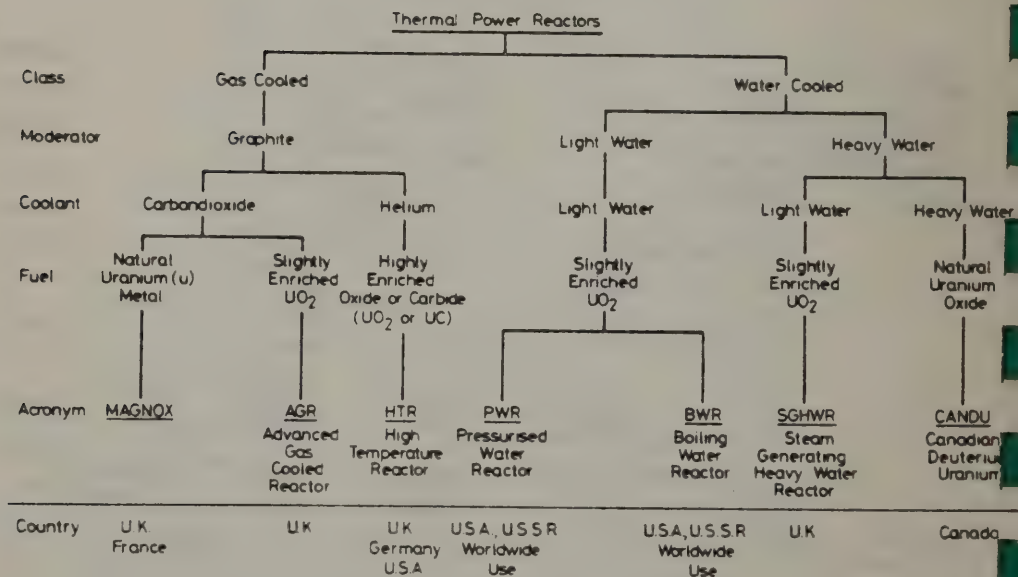 Thermal Power Reactors
Class Gas Cooled Water Cooled
Moderator Graphite Light Water Heavy Water
Coolant Carbondioxide Helium Light Water Light Water Heavy Water
Fuel Natural Slightly Highly Slightly Slightly Natural
Uranium (u) Enriched Enriched Enriched Enriched Uranium
Metal UO2 Oxide or Carbide UO2 UO2 Oxide
(UO2 or UC)
Acronym MAGNOX AGR HTR PWR BWR SGHWR CANDU
Advanced High Pressurised Boiling Steam Canadian
Gas Temperature Water Water Generating Deuteriu
Cooled Reactor Reactor Reactor Heavy Water Uranium
Reactor Reactor
Country U.K. U.K U.K U.S.A., U.S.S.R U.S.A, U.S.S.R U.K Canada
France Germany Worldwide Worldwide
U.S.A Use Use